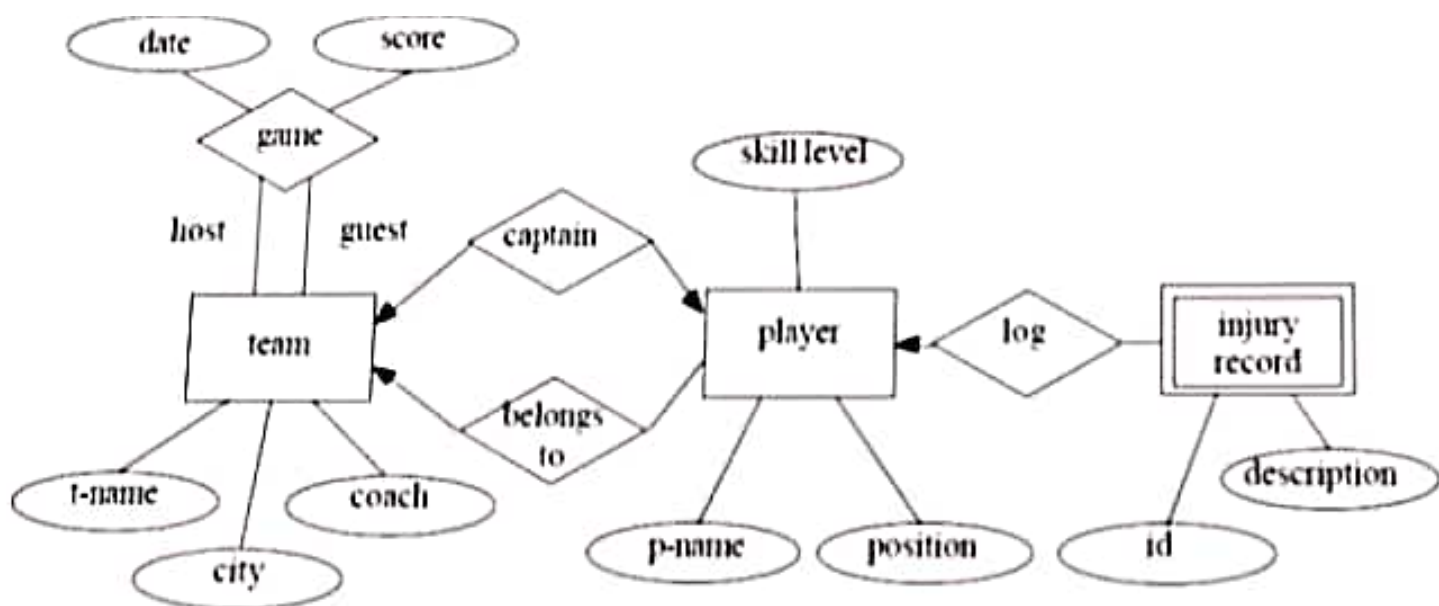 date
score
game
skill level
host
guest
captain
team
player
log
injury
record
belongs
to
t-name
coach
description
city
p-name
position
id